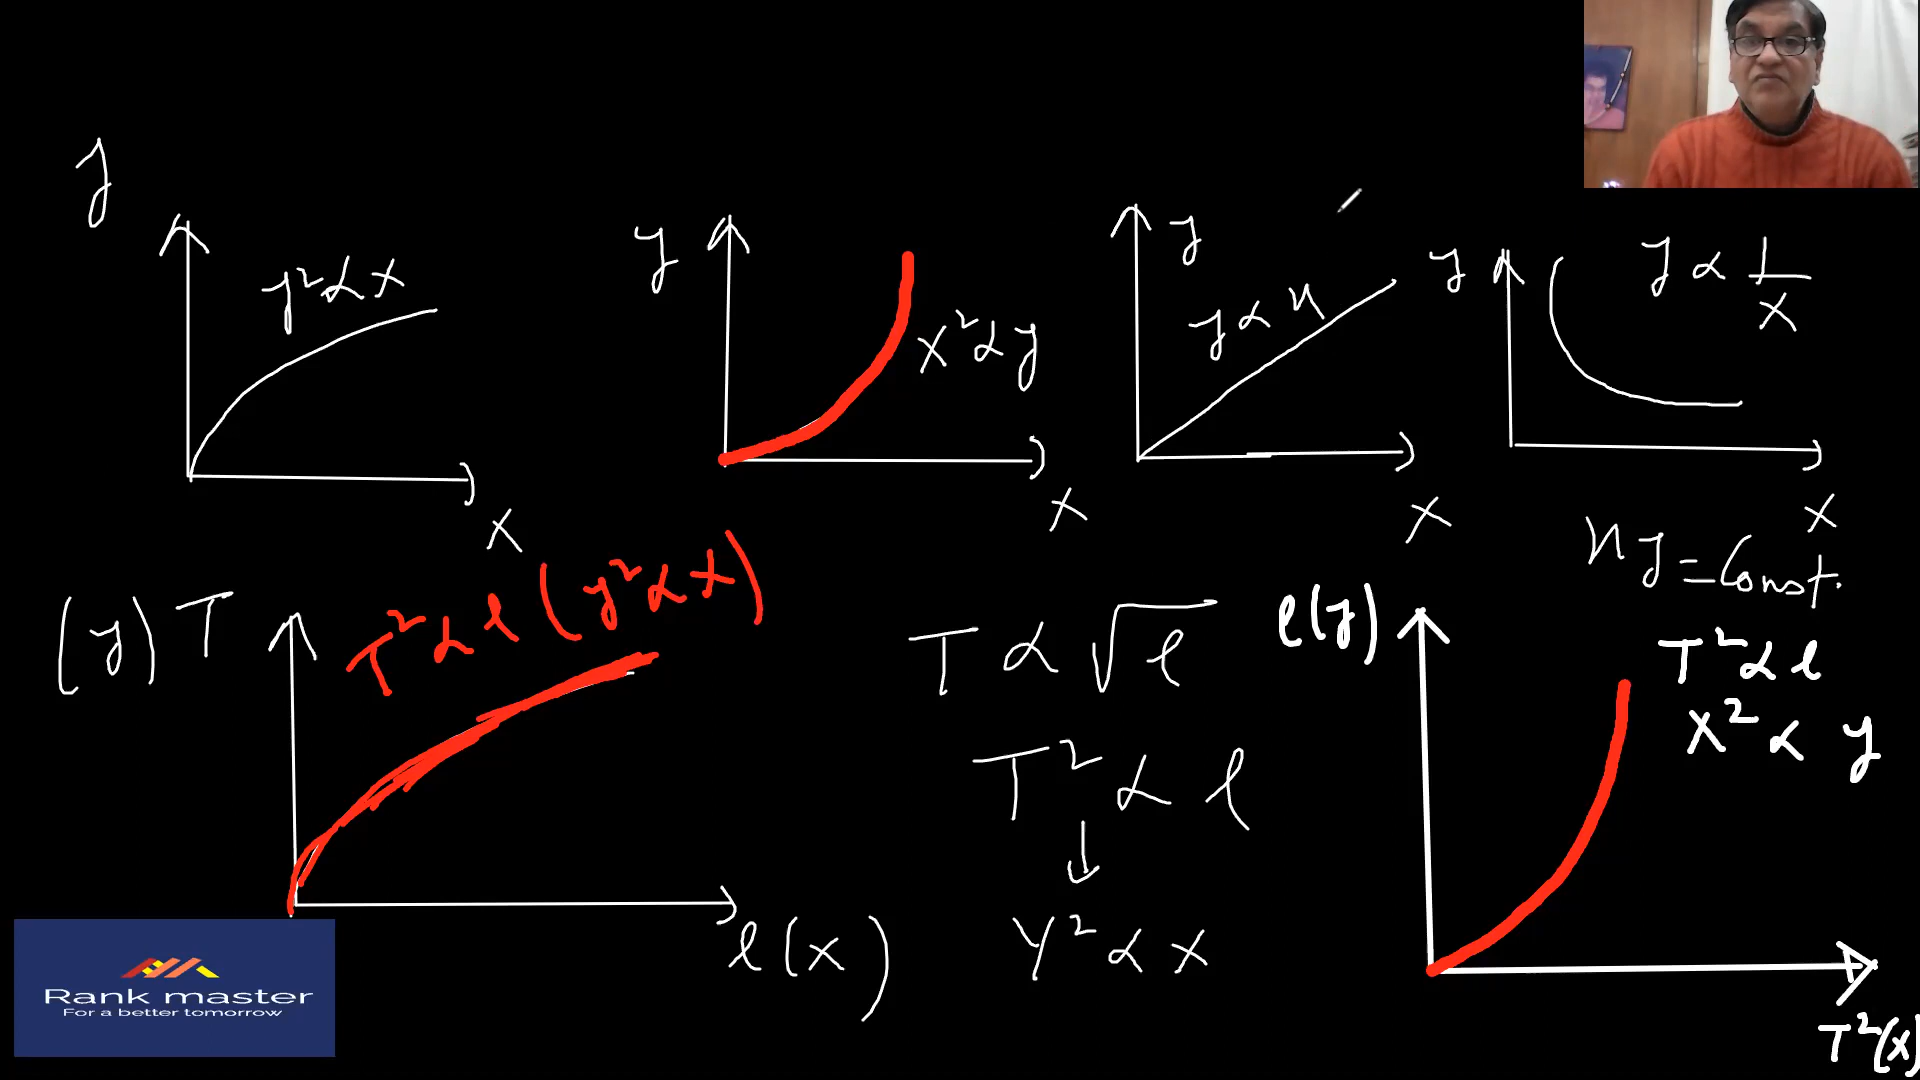 y
y² ∝ x
x
y
x² ∝ y
x
y
y ∝ x
x
y
y ∝ 1/x
x
xy = Const.
(y) T
T² ∝ l (y² ∝ x)
l (x)
T ∝ √l
T² ∝ l
↓
Y² ∝ x
l(y)
T² ∝ l
x² ∝ y
T²(x)
Rank master
For a better tomorrow